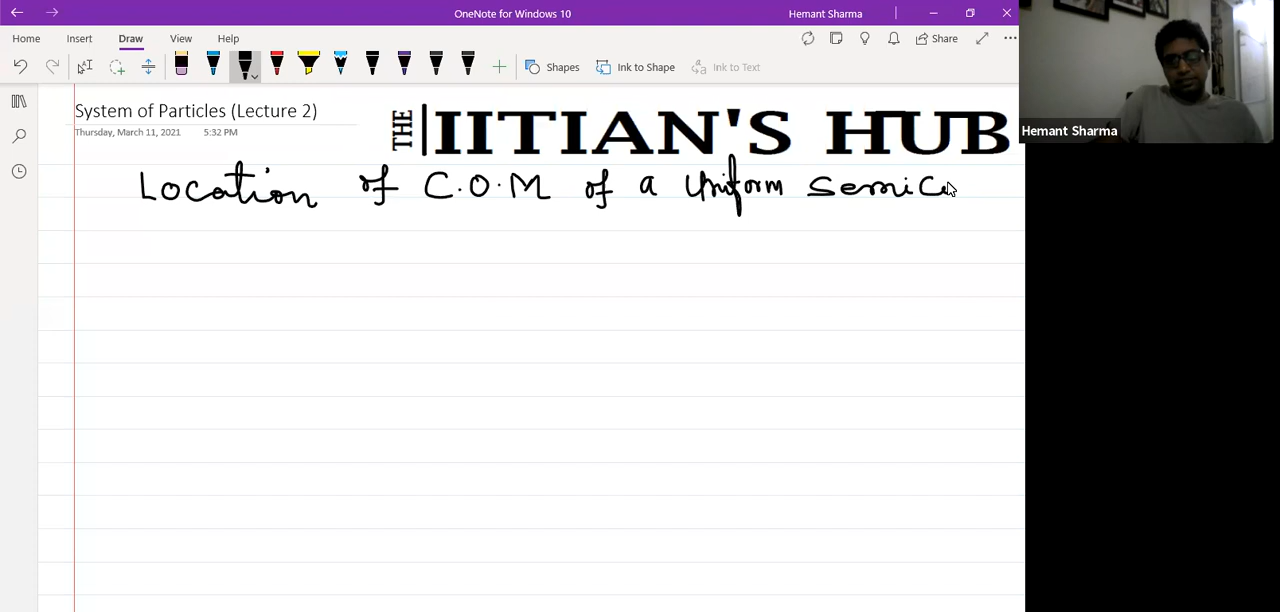 OneNote for Windows 10
Hemant Sharma
Home Insert Draw View Help
Share
Shapes Ink to Shape Ink to Text
System of Particles (Lecture 2)
Thursday, March 11, 2021 5:32 PM
THE IITIAN'S HUB
Hemant Sharma
Location of C.O.M of a Uniform Semic